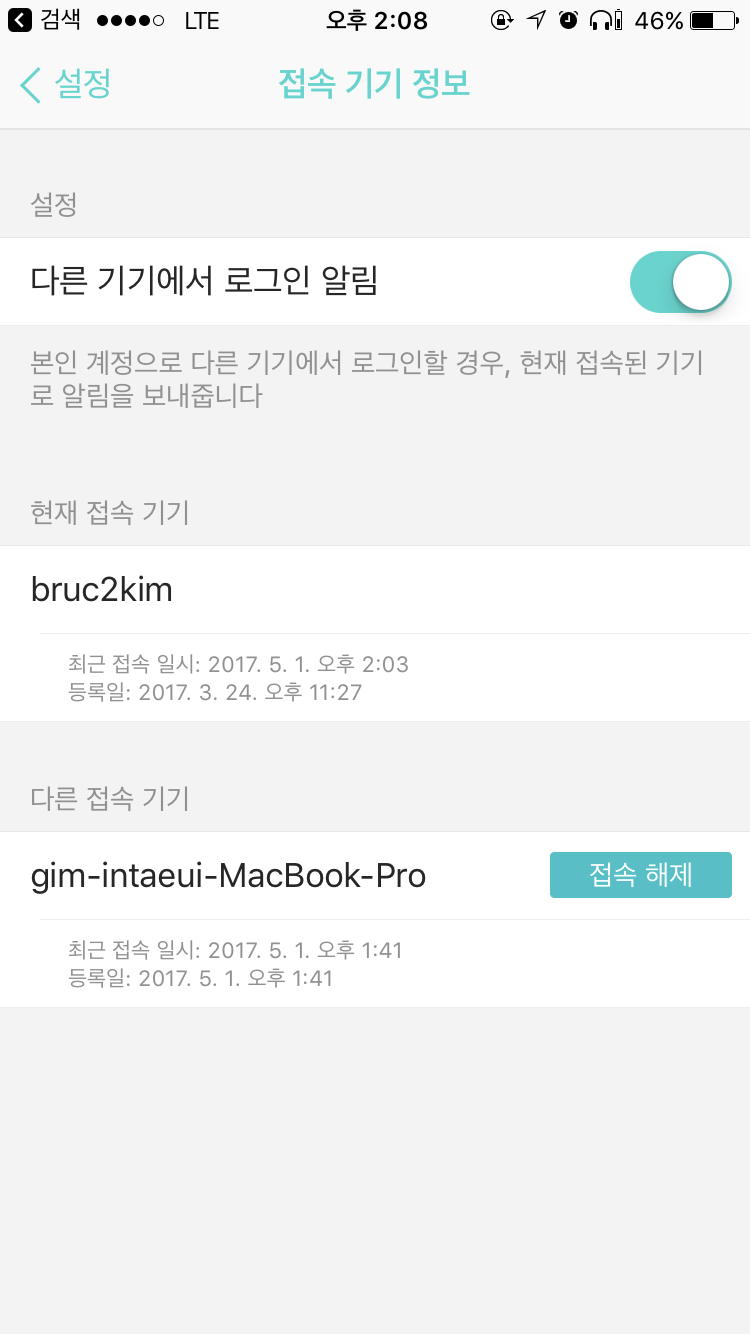 검색 LTE 오후 2:08 46%
설정 접속 기기 정보
설정
다른 기기에서 로그인 알림
본인 계정으로 다른 기기에서 로그인할 경우, 현재 접속된 기기
로 알림을 보내줍니다
현재 접속 기기
bruc2kim
최근 접속 일시: 2017. 5. 1. 오후 2:03
등록일: 2017. 3. 24. 오후 11:27
다른 접속 기기
gim-intaeui-MacBook-Pro 접속 해제
최근 접속 일시: 2017. 5. 1. 오후 1:41
등록일: 2017. 5. 1. 오후 1:41